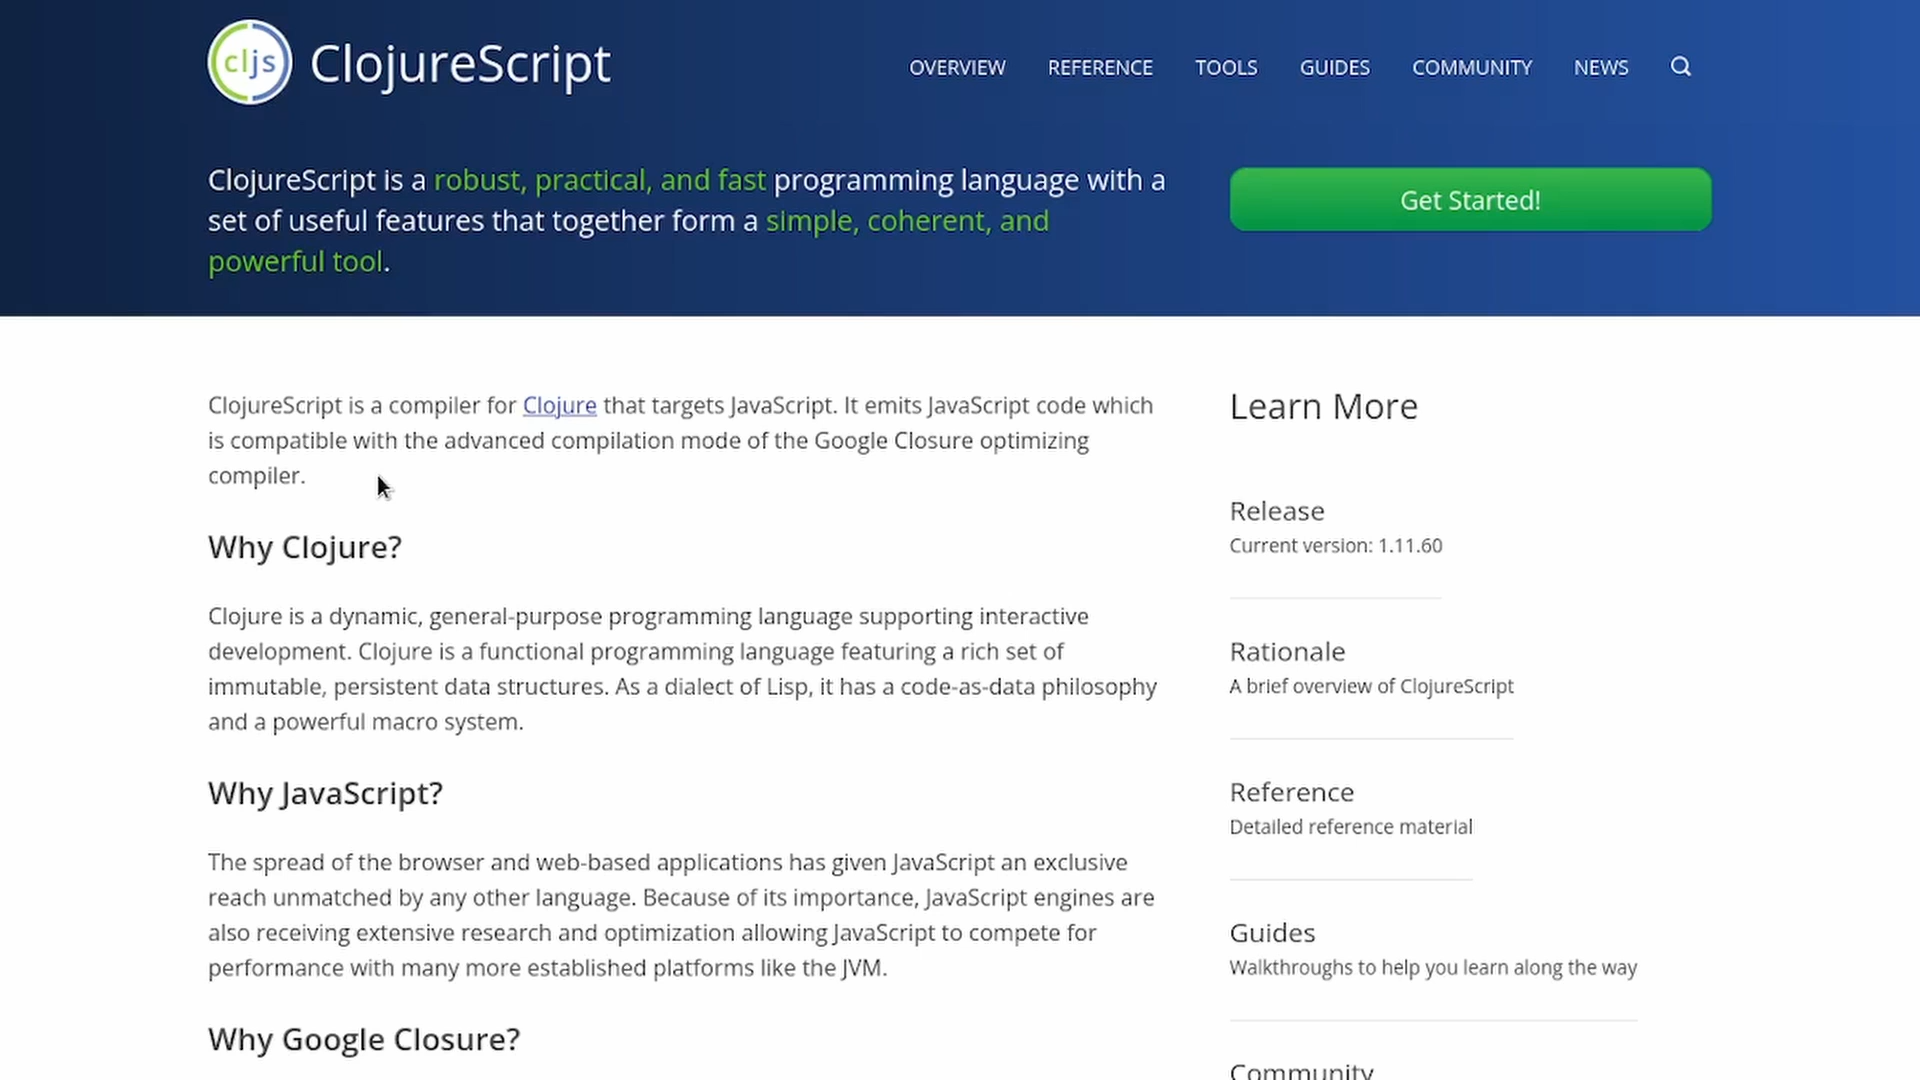 cljs ClojureScript
OVERVIEW REFERENCE TOOLS GUIDES COMMUNITY NEWS
ClojureScript is a robust, practical, and fast programming language with a
set of useful features that together form a simple, coherent, and
powerful tool.
Get Started!
ClojureScript is a compiler for Clojure that targets JavaScript. It emits JavaScript code which
is compatible with the advanced compilation mode of the Google Closure optimizing
compiler.
Why Clojure?
Clojure is a dynamic, general-purpose programming language supporting interactive
development. Clojure is a functional programming language featuring a rich set of
immutable, persistent data structures. As a dialect of Lisp, it has a code-as-data philosophy
and a powerful macro system.
Why JavaScript?
The spread of the browser and web-based applications has given JavaScript an exclusive
reach unmatched by any other language. Because of its importance, JavaScript engines are
also receiving extensive research and optimization allowing JavaScript to compete for
performance with many more established platforms like the JVM.
Why Google Closure?
Learn More
Release
Current version: 1.11.60
Rationale
A brief overview of ClojureScript
Reference
Detailed reference material
Guides
Walkthroughs to help you learn along the way
Community